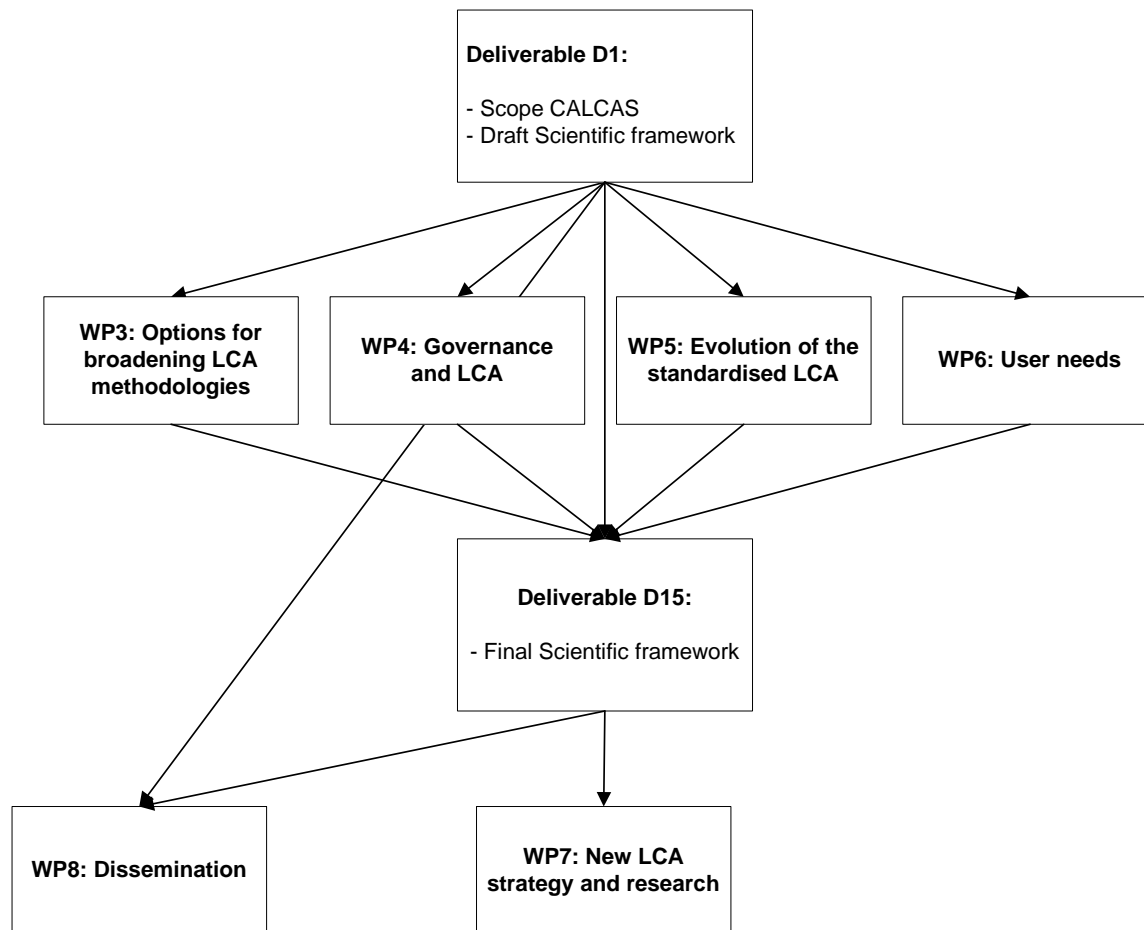 Deliverable D1:
- Scope CALCAS
- Draft Scientific framework
WP3: Options for
broadening LCA
methodologies
WP4: Governance
and LCA
WP5: Evolution of the
standardised LCA
WP6: User needs
Deliverable D15:
- Final Scientific framework
WP8: Dissemination
WP7: New LCA
strategy and research